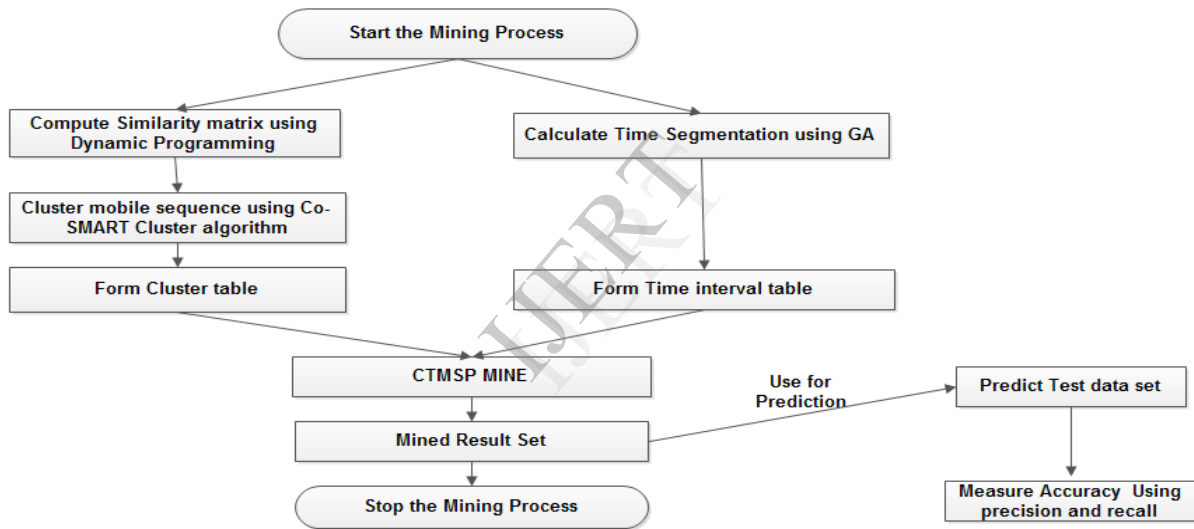 Start the Mining Process
Compute Similarity matrix using
Dynamic Programming
Calculate Time Segmentation using GA
Cluster mobile sequence using Co-
SMART Cluster algorithm
Form Cluster table
Form Time interval table
IJERT
IJERT
CTMSP MINE
Use for
Prediction
Predict Test data set
Mined Result Set
Stop the Mining Process
Measure Accuracy Using
precision and recall